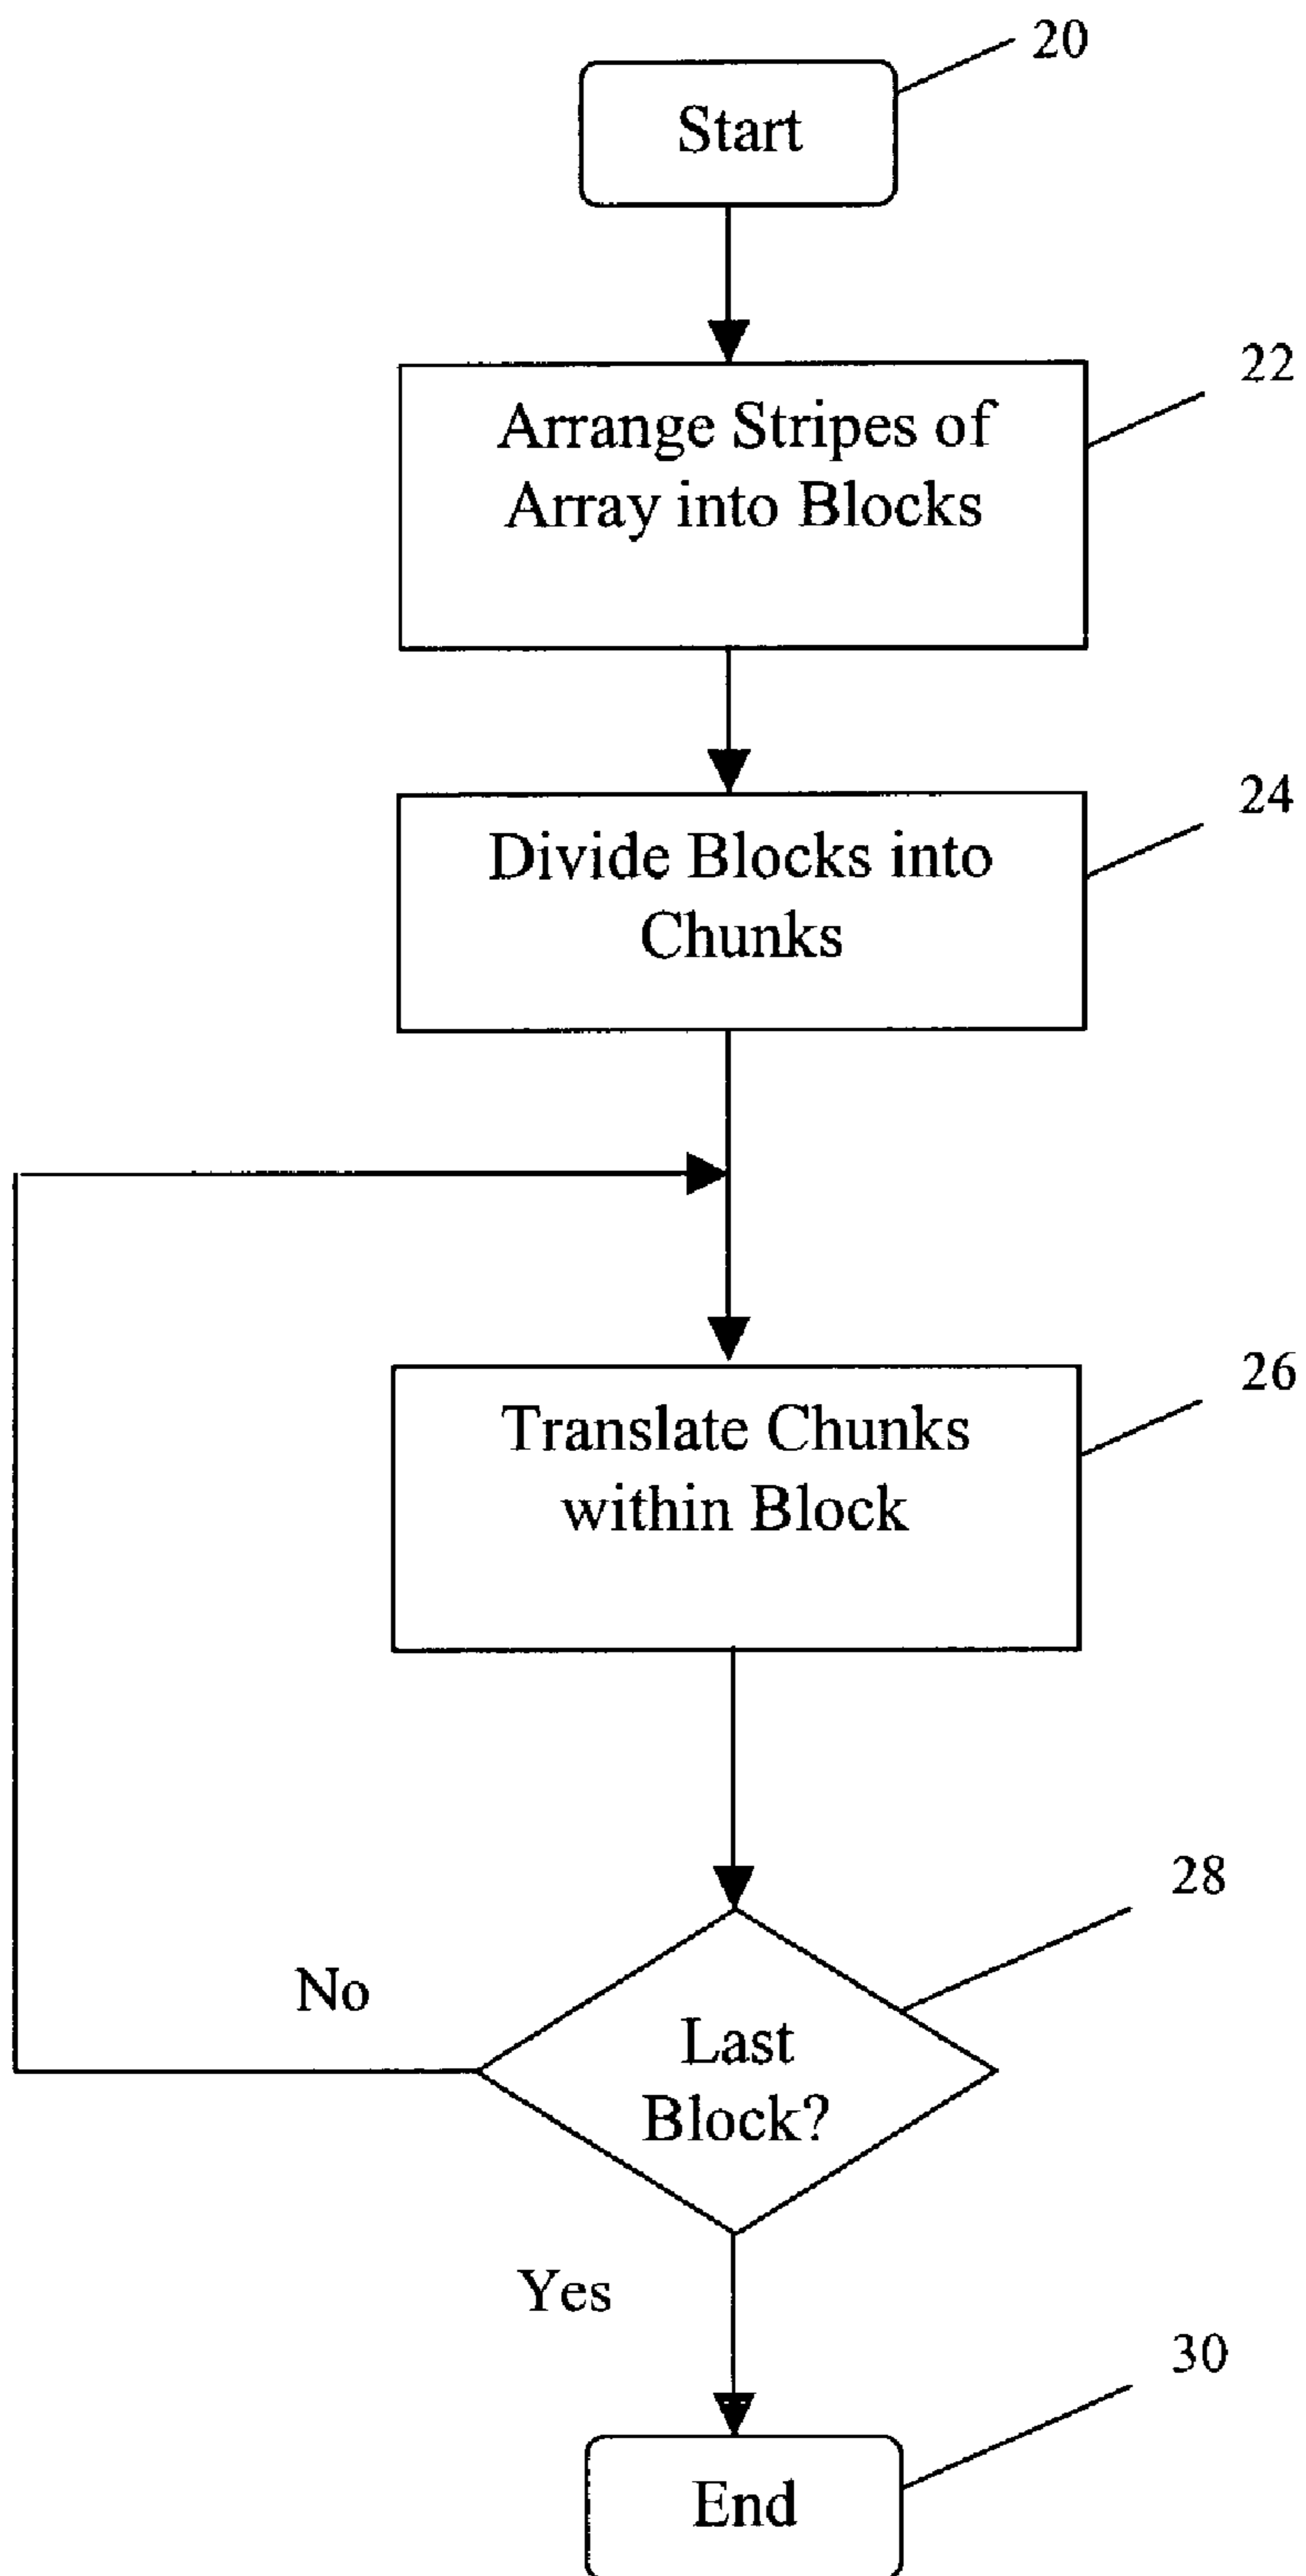 20
Start
22
Arrange Stripes of
Array into Blocks
24
Divide Blocks into
Chunks
26
Translate Chunks
within Block
28
No
Last
Block?
Yes
30
End